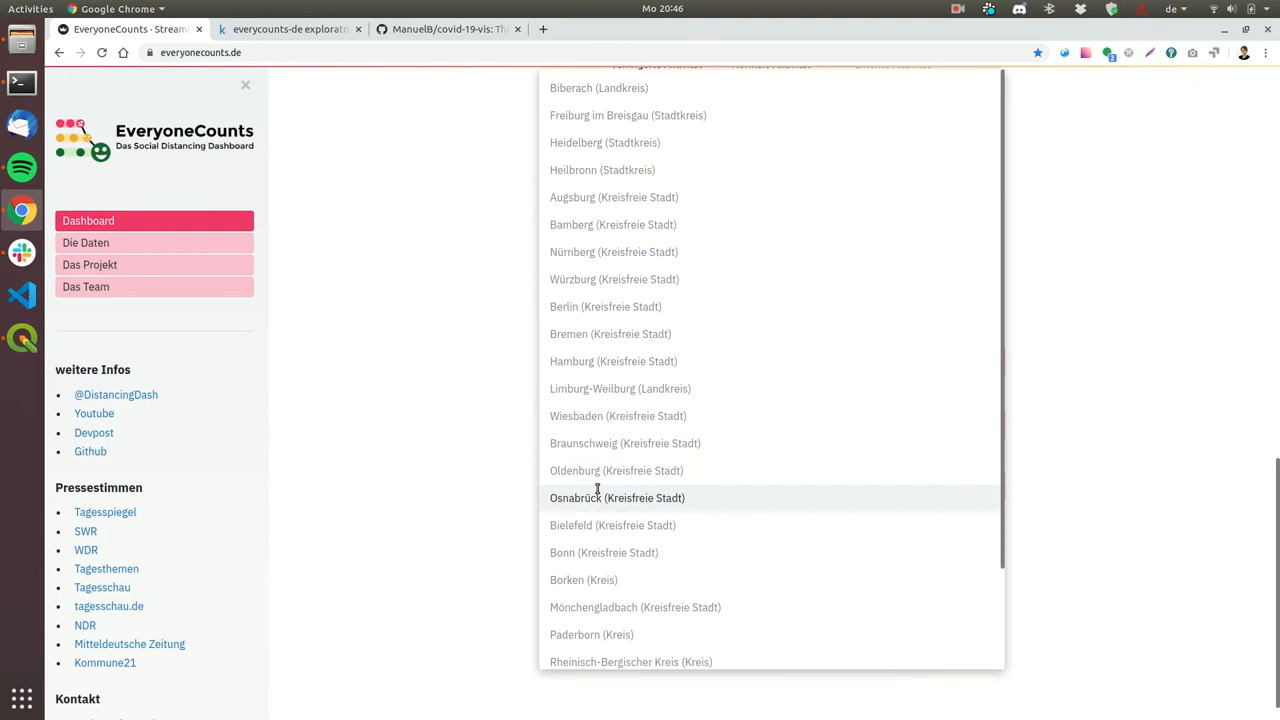 Activities
Google Chrome
Mo 20:46
de
EveryoneCounts · Streaml
everycounts-de explorato
ManuelB/covid-19-vis: Th
everyonecounts.de
2
EveryoneCounts
Das Social Distancing Dashboard
Dashboard
Die Daten
Das Projekt
Das Team
weitere Infos
@DistancingDash
Youtube
Devpost
Github
Pressestimmen
Tagesspiegel
SWR
WDR
Tagesthemen
Tagesschau
tagesschau.de
NDR
Mitteldeutsche Zeitung
Kommune21
Kontakt
Biberach (Landkreis)
Freiburg im Breisgau (Stadtkreis)
Heidelberg (Stadtkreis)
Heilbronn (Stadtkreis)
Augsburg (Kreisfreie Stadt)
Bamberg (Kreisfreie Stadt)
Nürnberg (Kreisfreie Stadt)
Würzburg (Kreisfreie Stadt)
Berlin (Kreisfreie Stadt)
Bremen (Kreisfreie Stadt)
Hamburg (Kreisfreie Stadt)
Limburg-Weilburg (Landkreis)
Wiesbaden (Kreisfreie Stadt)
Braunschweig (Kreisfreie Stadt)
Oldenburg (Kreisfreie Stadt)
Osnabrück (Kreisfreie Stadt)
Bielefeld (Kreisfreie Stadt)
Bonn (Kreisfreie Stadt)
Borken (Kreis)
Mönchengladbach (Kreisfreie Stadt)
Paderborn (Kreis)
Rheinisch-Bergischer Kreis (Kreis)